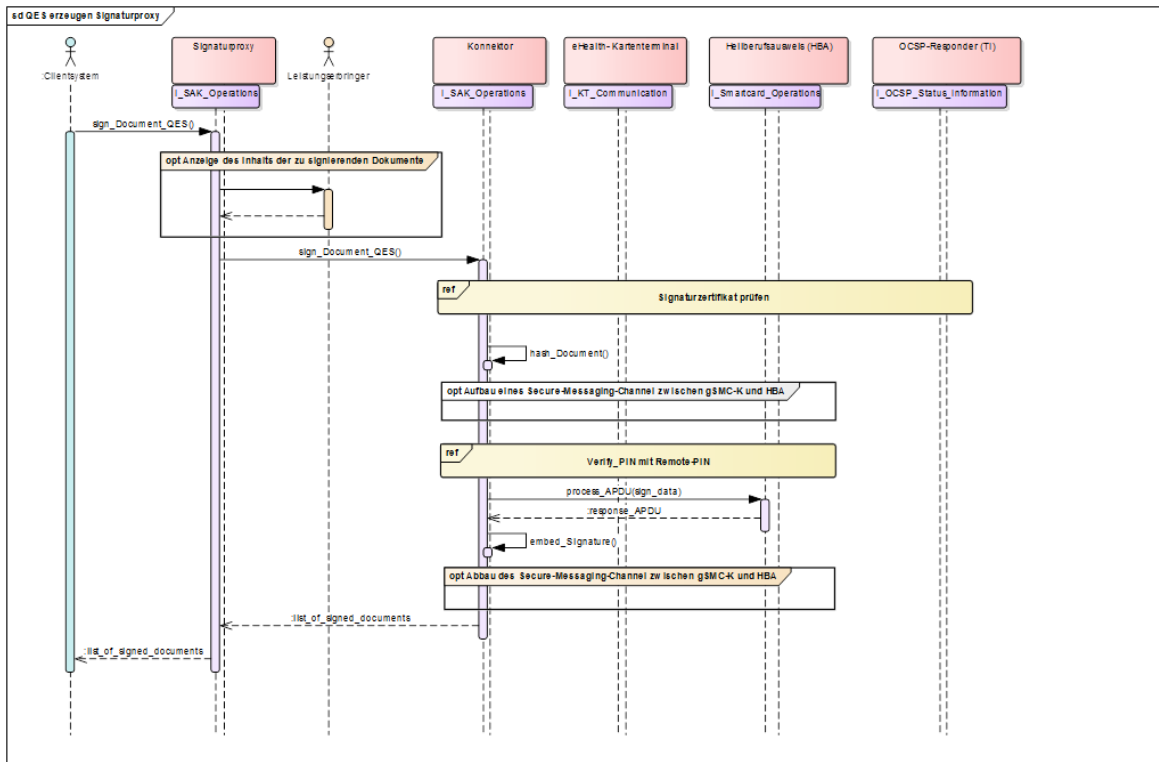 sd QES erzeugen Signaturproxy
:Clientsystem
Signaturproxy
I_SAK_Operations
Leistungserbringer
Konnektor
I_SAK_Operations
eHealth-Kartenterminal
I_KT_Communication
Heilberufsausweis (HBA)
I_Smartcard_Operations
OCSP-Responder (TI)
I_OCSP_Status_Information
sign_Document_QES()
opt Anzeige des Inhalts der zu signierenden Dokumente
sign_Document_QES()
ref
Signaturzertifikat prüfen
hash_Document()
opt Aufbau eines Secure-Messaging-Channel zwischen gSMC-K und HBA
ref
Verify_PIN mit Remote-PIN
process_APDU(sign_data)
:response_APDU
embed_Signature()
opt Abbau des Secure-Messaging-Channel zwischen gSMC-K und HBA
:list_of_signed_documents
:list_of_signed_documents